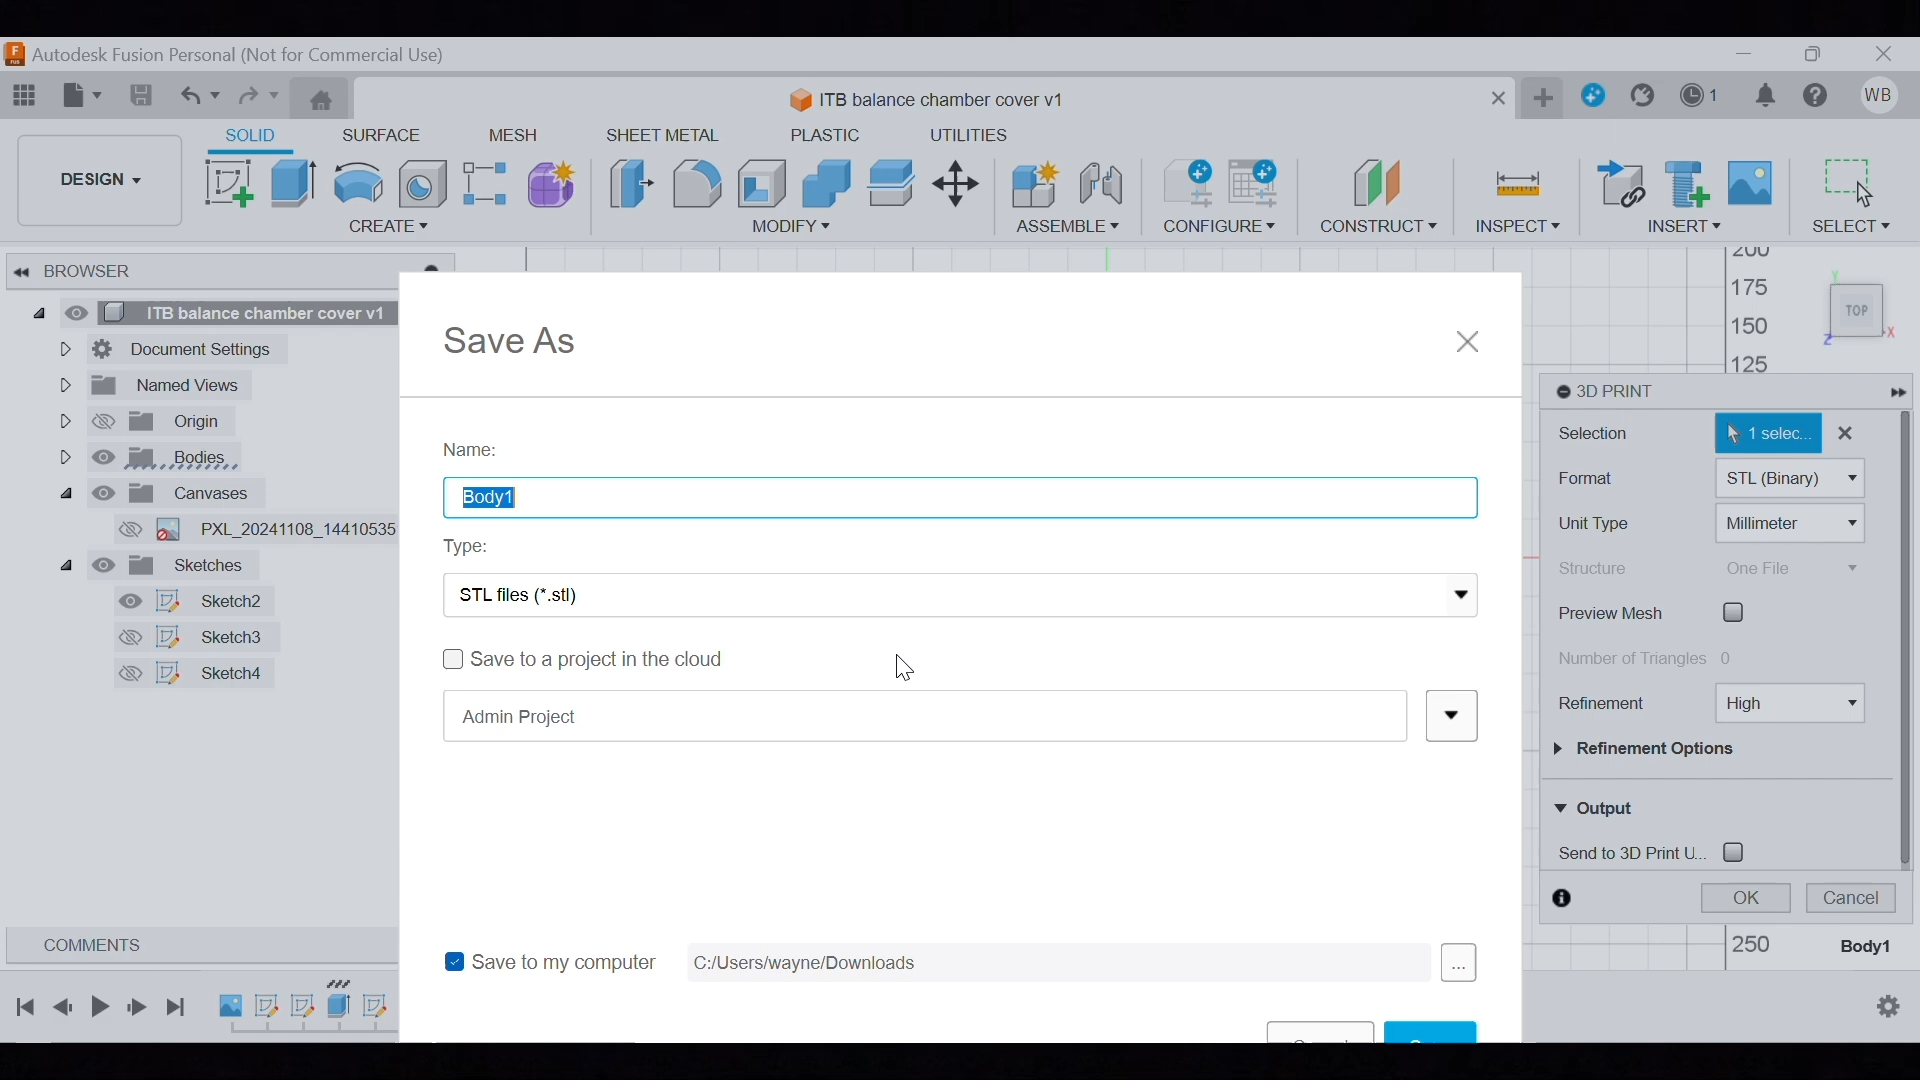 Autodesk Fusion Personal (Not for Commercial Use)
ITB balance chamber cover v1
1
WB
SOLID SURFACE MESH SHEET METAL PLASTIC UTILITIES
DESIGN
CREATE MODIFY ASSEMBLE CONFIGURE CONSTRUCT INSPECT INSERT SELECT
BROWSER
ITB balance chamber cover v1
Document Settings
Named Views
Origin
Bodies
Canvases
PXL_20241108_14410535
Sketches
Sketch2
Sketch3
Sketch4
COMMENTS
Save As
Name:
Body1
Type:
STL files (*.stl)
Save to a project in the cloud
Admin Project
Save to my computer C:/Users/wayne/Downloads ...
200
175
150
125
TOP
Y
X
Z
3D PRINT
Selection 1 selec...
Format STL (Binary)
Unit Type Millimeter
Structure One File
Preview Mesh
Number of Triangles 0
Refinement High
Refinement Options
Output
Send to 3D Print U...
OK Cancel
250
Body1